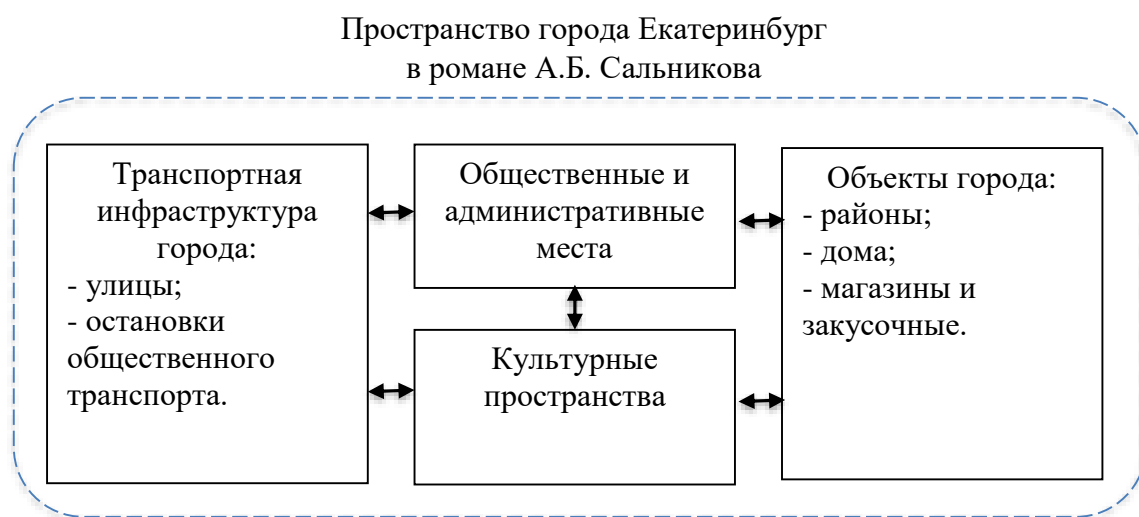 Пространство города Екатеринбург
в романе А.Б. Сальникова
Транспортная
инфраструктура
города:
- улицы;
- остановки
общественного
транспорта.
Общественные и
административные
места
Культурные
пространства
Объекты города:
- районы;
- дома;
- магазины и
закусочные.